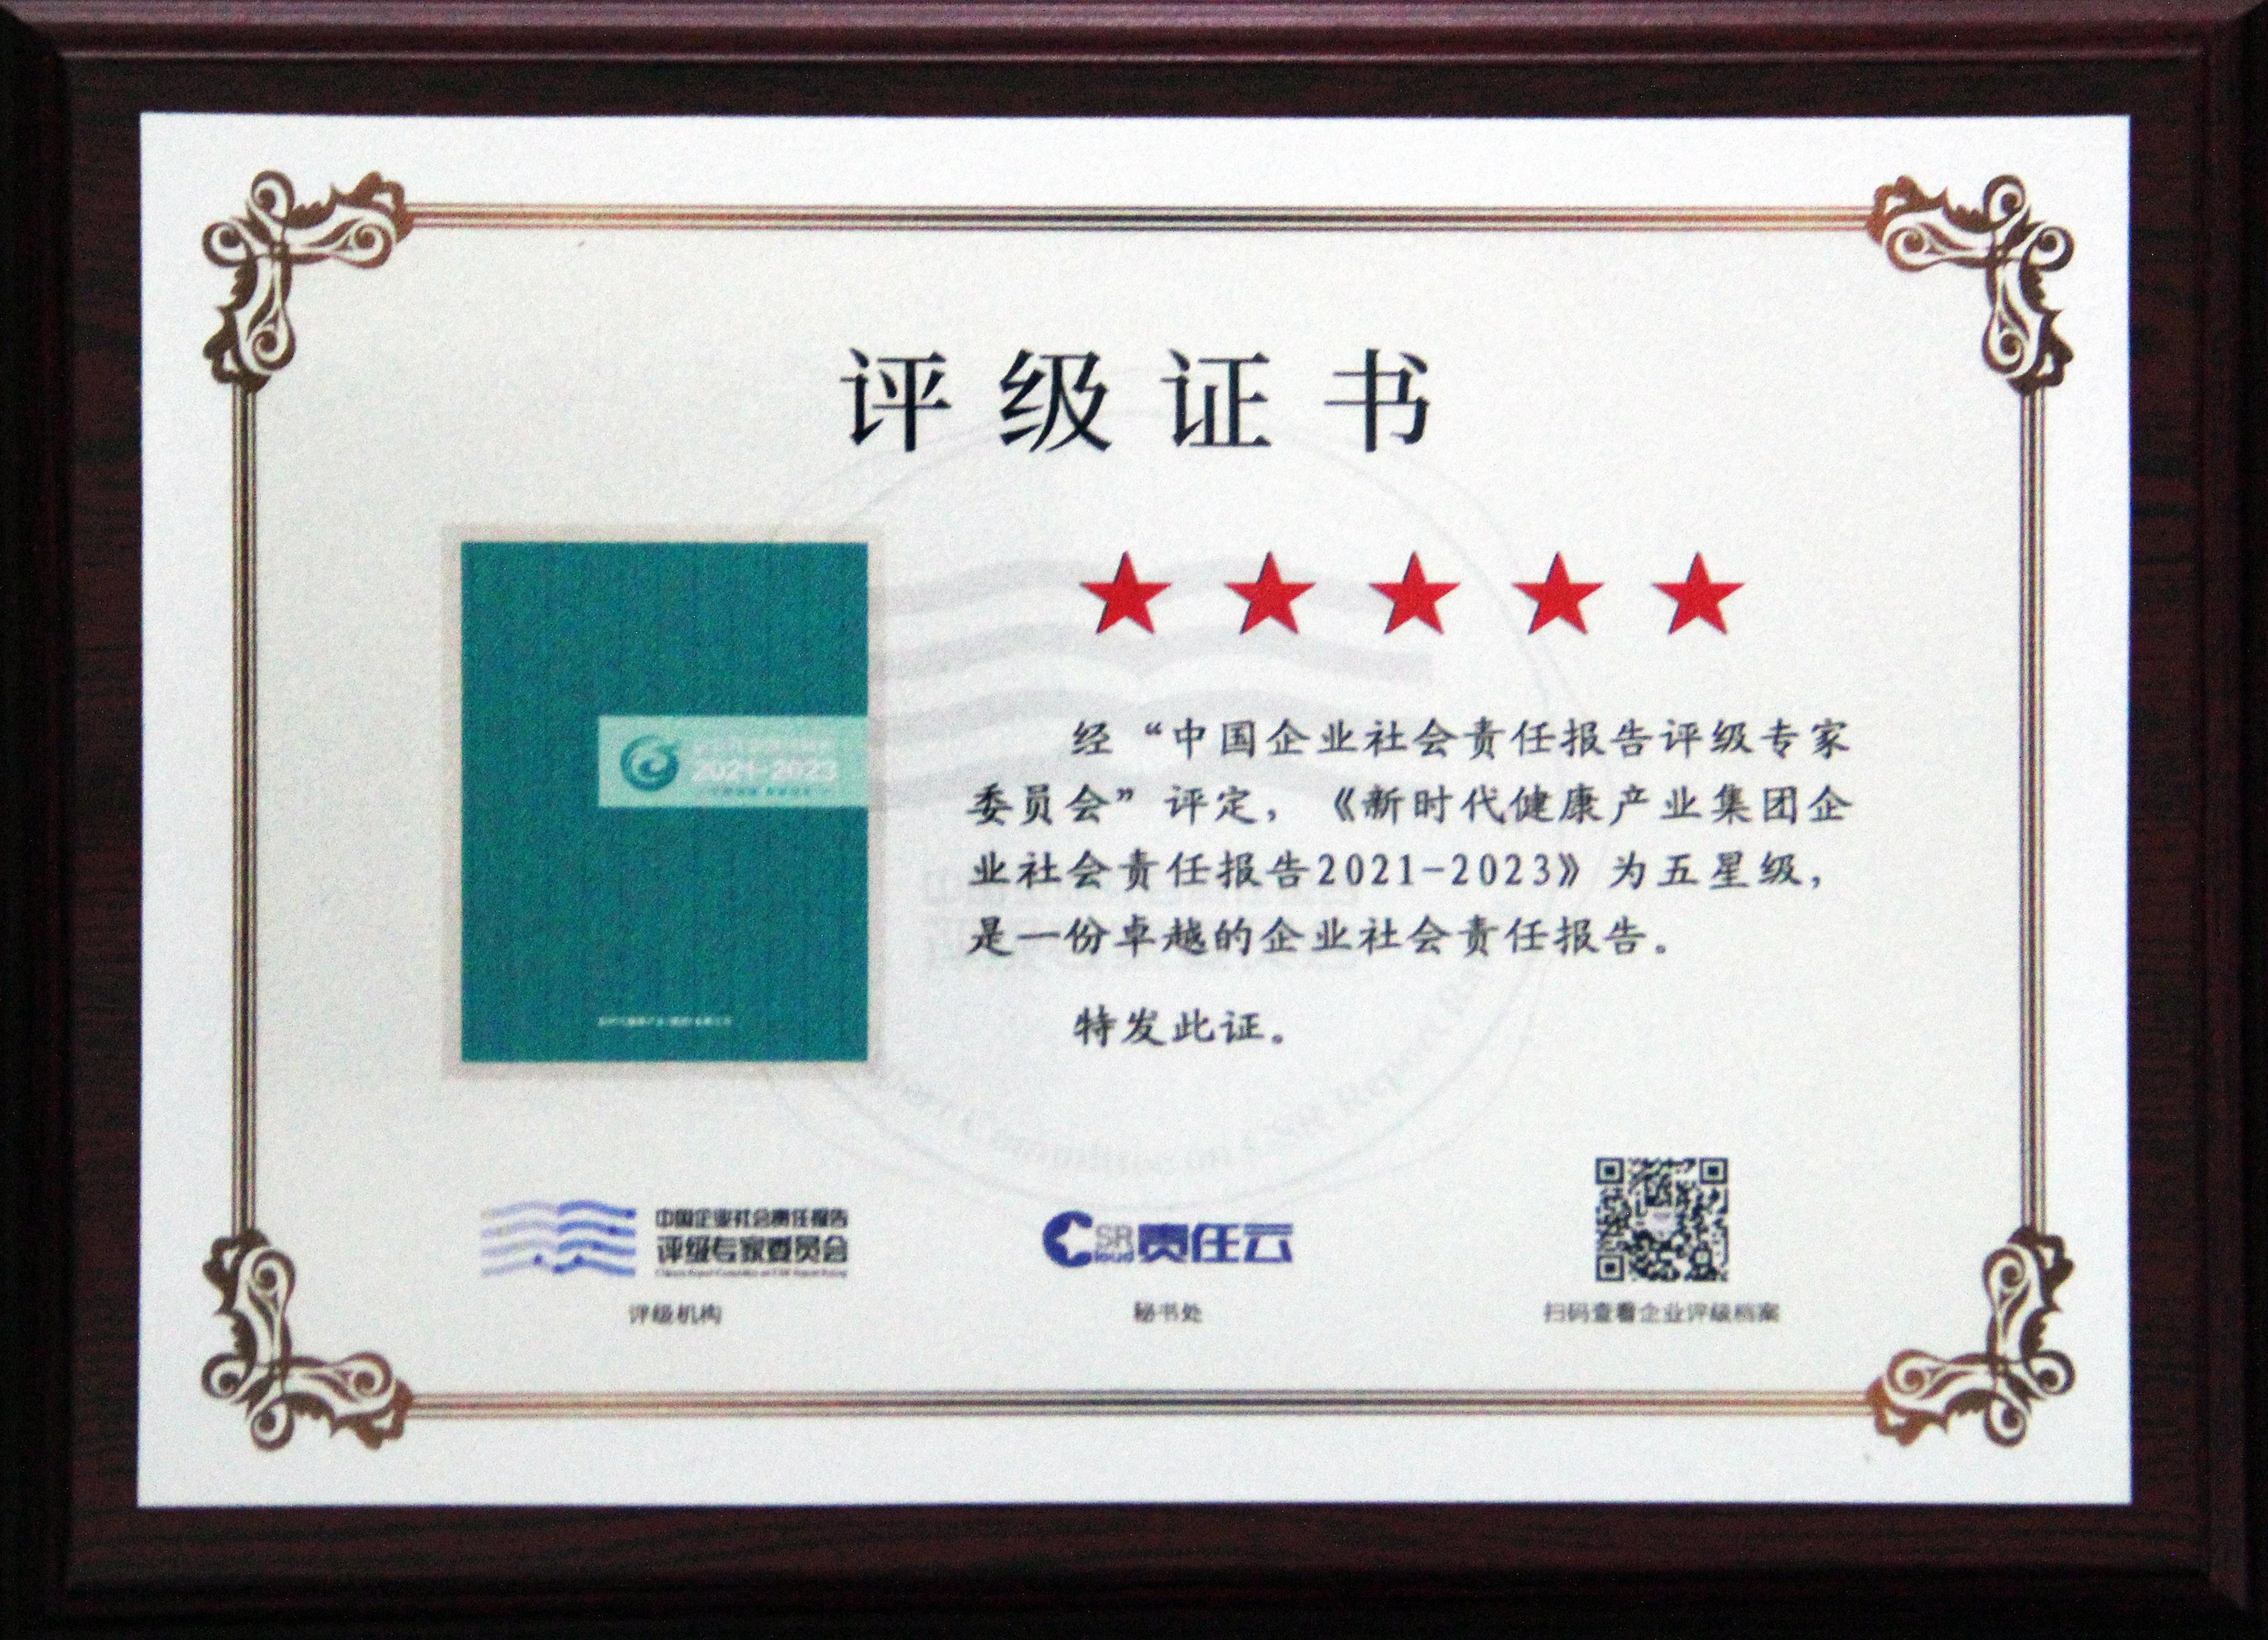 评级证书
2021-2023
经“中国企业社会责任报告评级专家
委员会”评定，《新时代健康产业集团企
业社会责任报告2021-2023》为五星级，
是一份卓越的企业社会责任报告。
特发此证。
中国企业社会责任报告
评级专家委员会
评级机构
CSR Cloud 责任云
秘书处
扫码查看企业评级档案